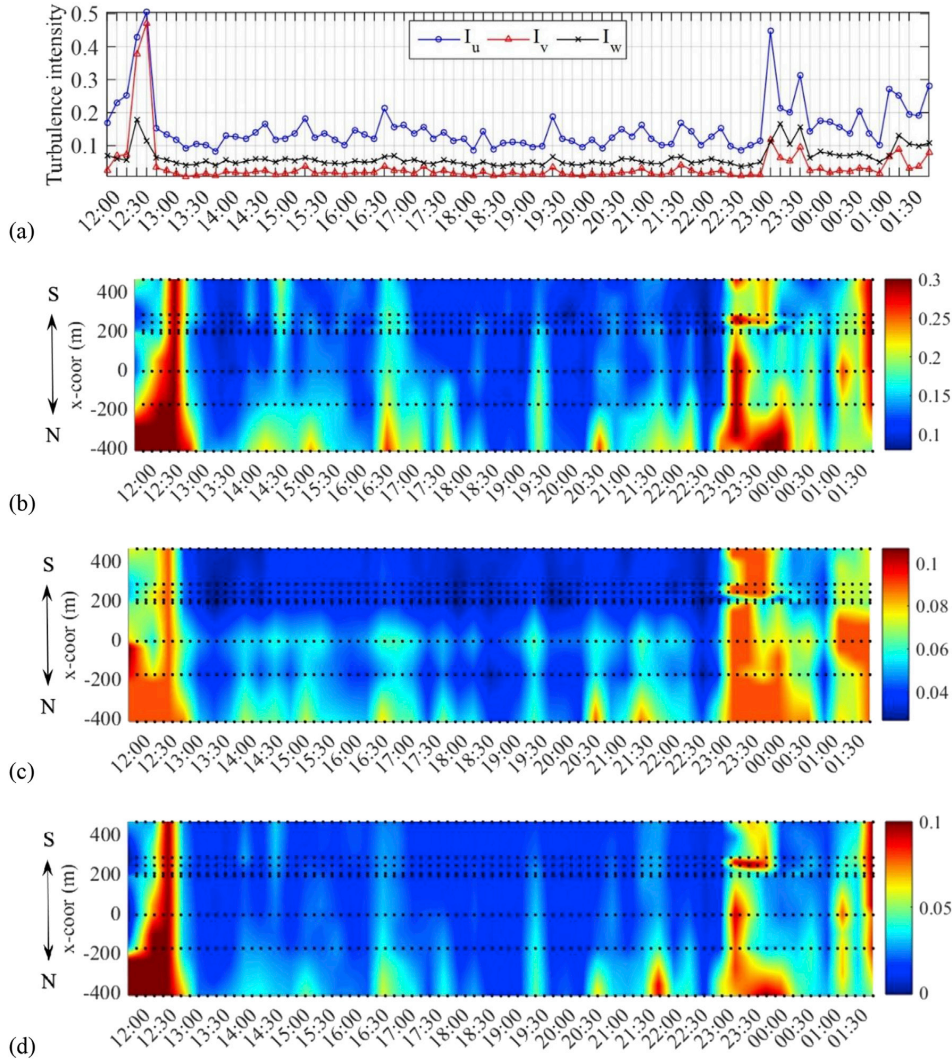 0.5
0.4
0.3
0.2
0.1
Turbulence intensity
I_u I_v I_w
12:00 12:30 13:00 13:30 14:00 14:30 15:00 15:30 16:00 16:30 17:00 17:30 18:00 18:30 19:00 19:30 20:00 20:30 21:00 21:30 22:00 22:30 23:00 23:30 00:00 00:30 01:00 01:30
(a)
S
N
x-coor (m)
400
200
0
-200
-400
0.3
0.25
0.2
0.15
0.1
12:00 12:30 13:00 13:30 14:00 14:30 15:00 15:30 16:00 16:30 17:00 17:30 18:00 18:30 19:00 19:30 20:00 20:30 21:00 21:30 22:00 22:30 23:00 23:30 00:00 00:30 01:00 01:30
(b)
S
N
x-coor (m)
400
200
0
-200
-400
0.1
0.08
0.06
0.04
12:00 12:30 13:00 13:30 14:00 14:30 15:00 15:30 16:00 16:30 17:00 17:30 18:00 18:30 19:00 19:30 20:00 20:30 21:00 21:30 22:00 22:30 23:00 23:30 00:00 00:30 01:00 01:30
(c)
S
N
x-coor (m)
400
200
0
-200
-400
0.1
0.05
0
12:00 12:30 13:00 13:30 14:00 14:30 15:00 15:30 16:00 16:30 17:00 17:30 18:00 18:30 19:00 19:30 20:00 20:30 21:00 21:30 22:00 22:30 23:00 23:30 00:00 00:30 01:00 01:30
(d)